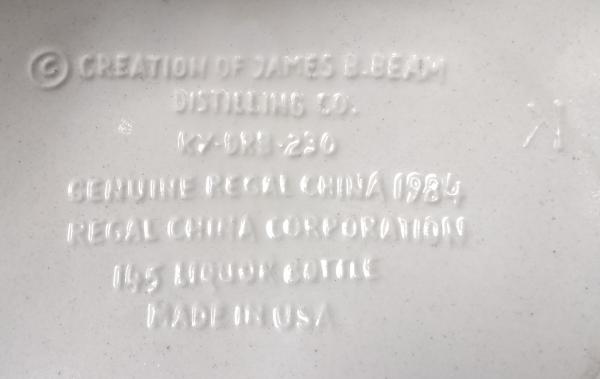 © CREATION OF JAMES B. BEAM
DISTILLING CO.
KY-DRB-230
GENUINE REGAL CHINA 1984
REGAL CHINA CORPORATION
145 LIQUOR BOTTLE
MADE IN USA
K